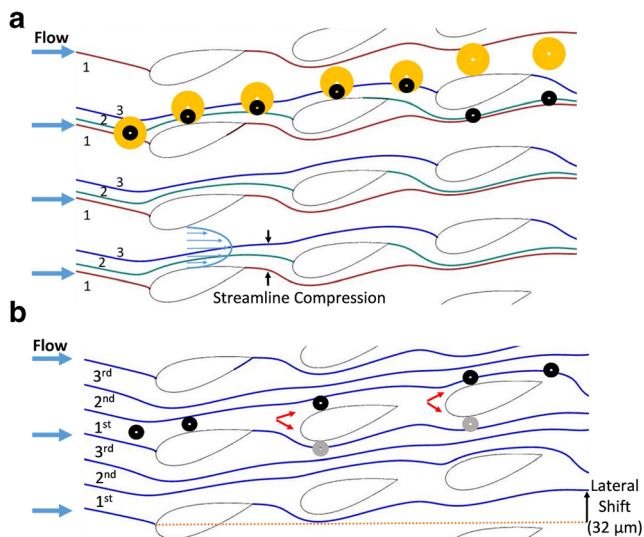 a
Flow
1
3
2
1
3
2
1
3
2
1
Streamline Compression
b
Flow
3rd
2nd
1st
3rd
2nd
1st
Lateral
Shift
(32 μm)